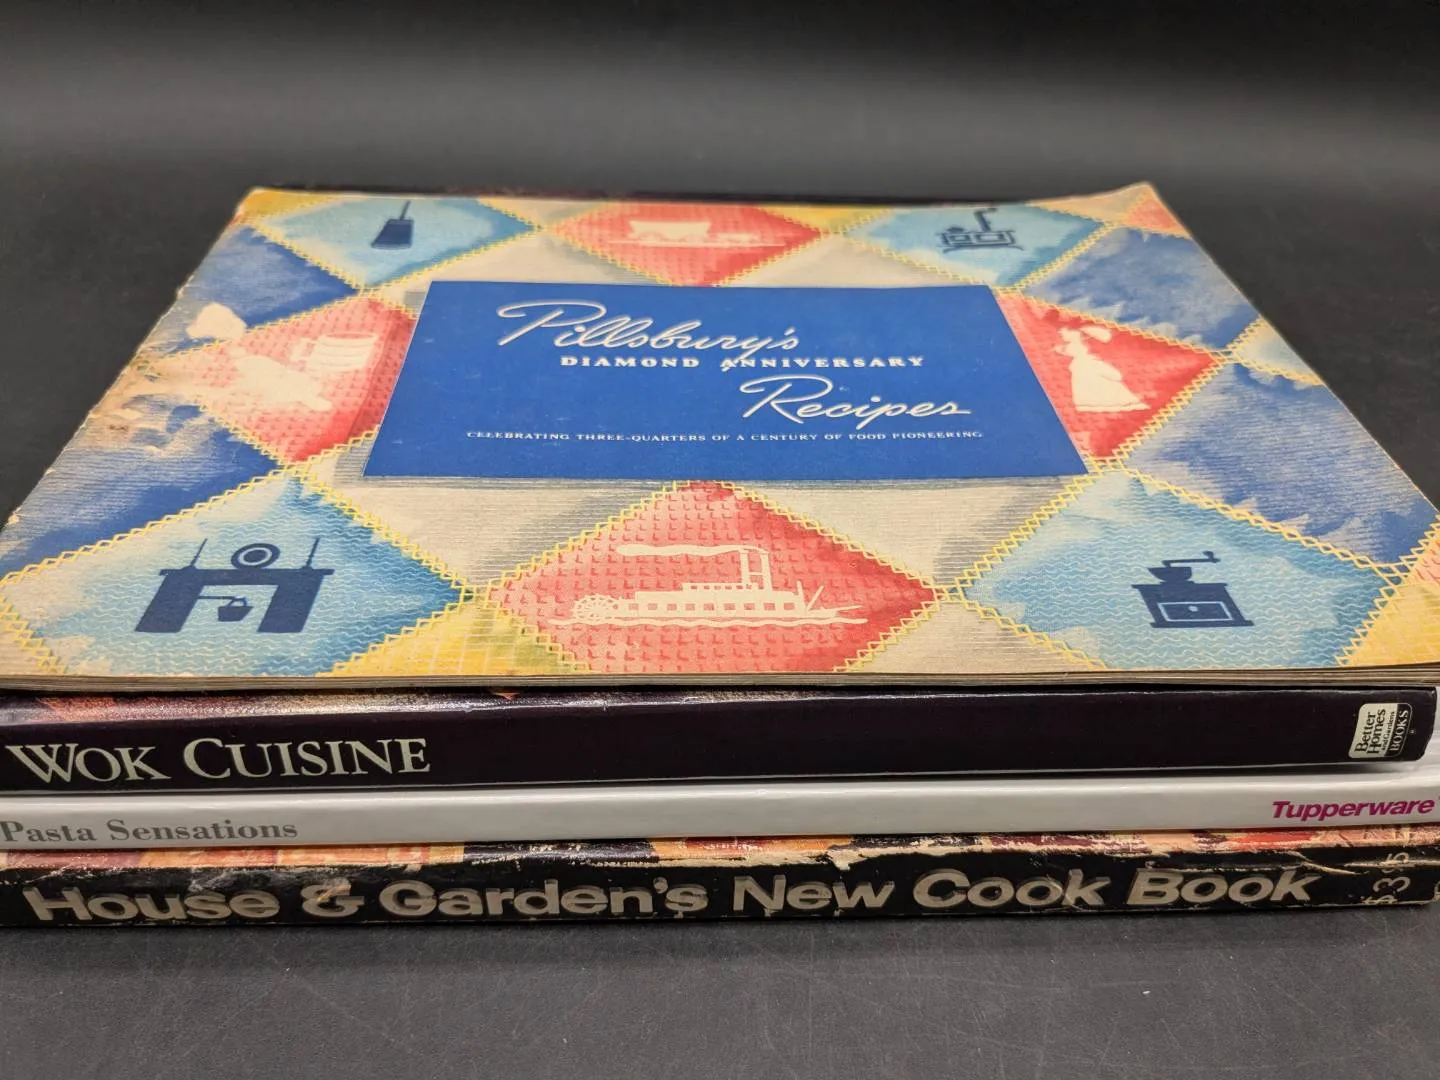 Pillsbury's
DIAMOND ANNIVERSARY
Recipes
CELEBRATING THREE-QUARTERS OF A CENTURY OF FOOD PIONEERING
WOK CUISINE
Better
Homes
and Gardens
BOOKS
Pasta Sensations
Tupperware
House & Garden's New Cook Book
$395